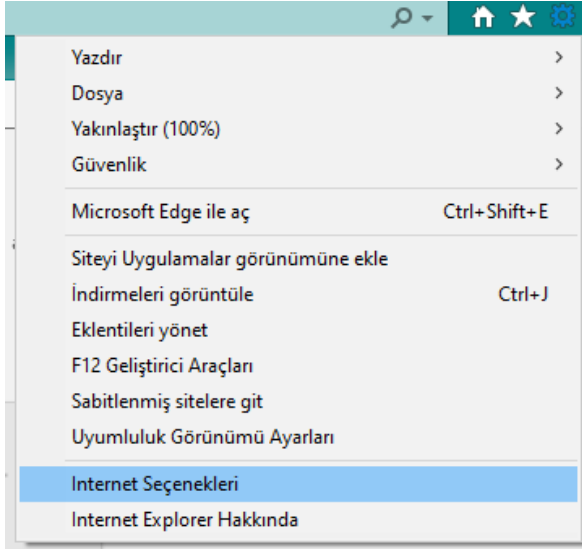 Yazdır
Dosya
Yakınlaştır (100%)
Güvenlik
Microsoft Edge ile aç Ctrl+Shift+E
Siteyi Uygulamalar görünümüne ekle
İndirmeleri görüntüle Ctrl+J
Eklentileri yönet
F12 Geliştirici Araçları
Sabitlenmiş sitelere git
Uyumluluk Görünümü Ayarları
Internet Seçenekleri
Internet Explorer Hakkında